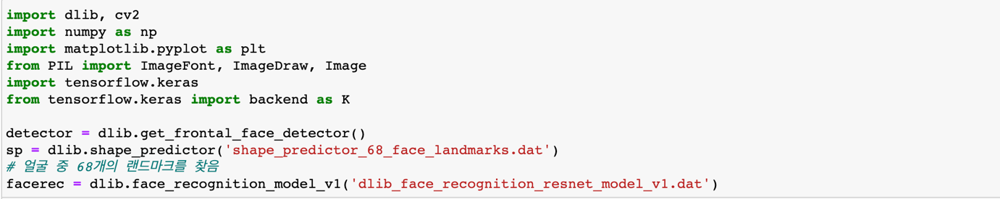 import dlib, cv2
import numpy as np
import matplotlib.pyplot as plt
from PIL import ImageFont, ImageDraw, Image
import tensorflow.keras
from tensorflow.keras import backend as K

detector = dlib.get_frontal_face_detector()
sp = dlib.shape_predictor('shape_predictor_68_face_landmarks.dat')
# 얼굴 중 68개의 랜드마크를 찾음
facerec = dlib.face_recognition_model_v1('dlib_face_recognition_resnet_model_v1.dat')